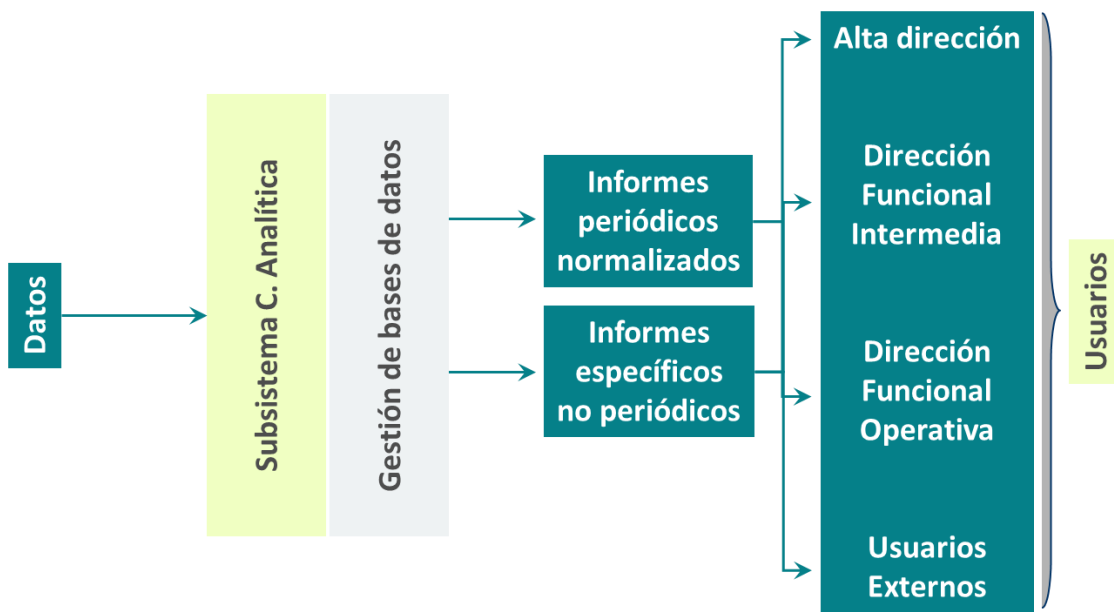 Datos
Subsistema C. Analítica
Gestión de bases de datos
Informes
periódicos
normalizados
Informes
específicos
no periódicos
Alta dirección
Dirección
Funcional
Intermedia
Dirección
Funcional
Operativa
Usuarios
Externos
Usuarios